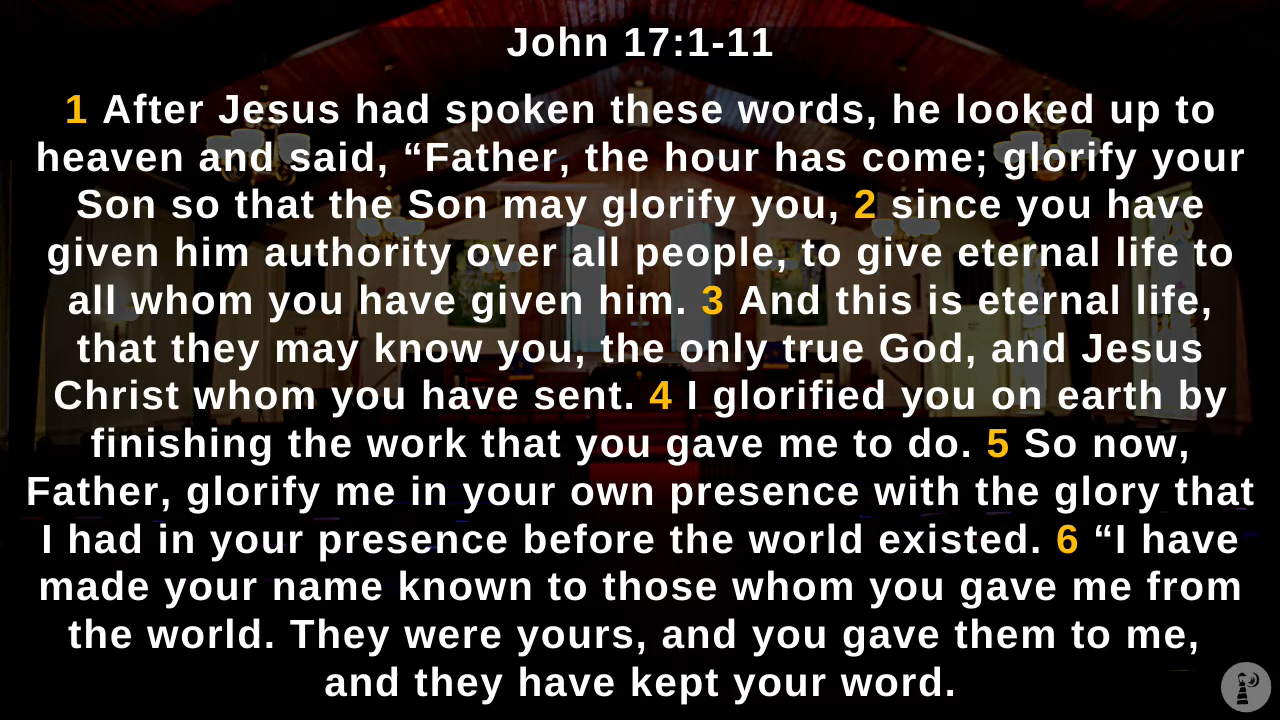 John 17:1-11
1 After Jesus had spoken these words, he looked up to
heaven and said, “Father, the hour has come; glorify your
Son so that the Son may glorify you, 2 since you have
given him authority over all people, to give eternal life to
all whom you have given him. 3 And this is eternal life,
that they may know you, the only true God, and Jesus
Christ whom you have sent. 4 I glorified you on earth by
finishing the work that you gave me to do. 5 So now,
Father, glorify me in your own presence with the glory that
I had in your presence before the world existed. 6 “I have
made your name known to those whom you gave me from
the world. They were yours, and you gave them to me,
and they have kept your word.